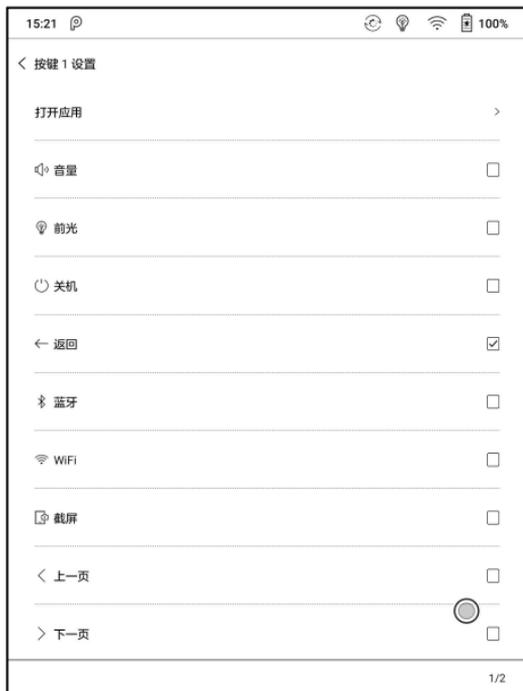 15:21 100%
按键 1 设置
打开应用
音量
前光
关机
返回
蓝牙
WiFi
截屏
上一页
下一页
1/2